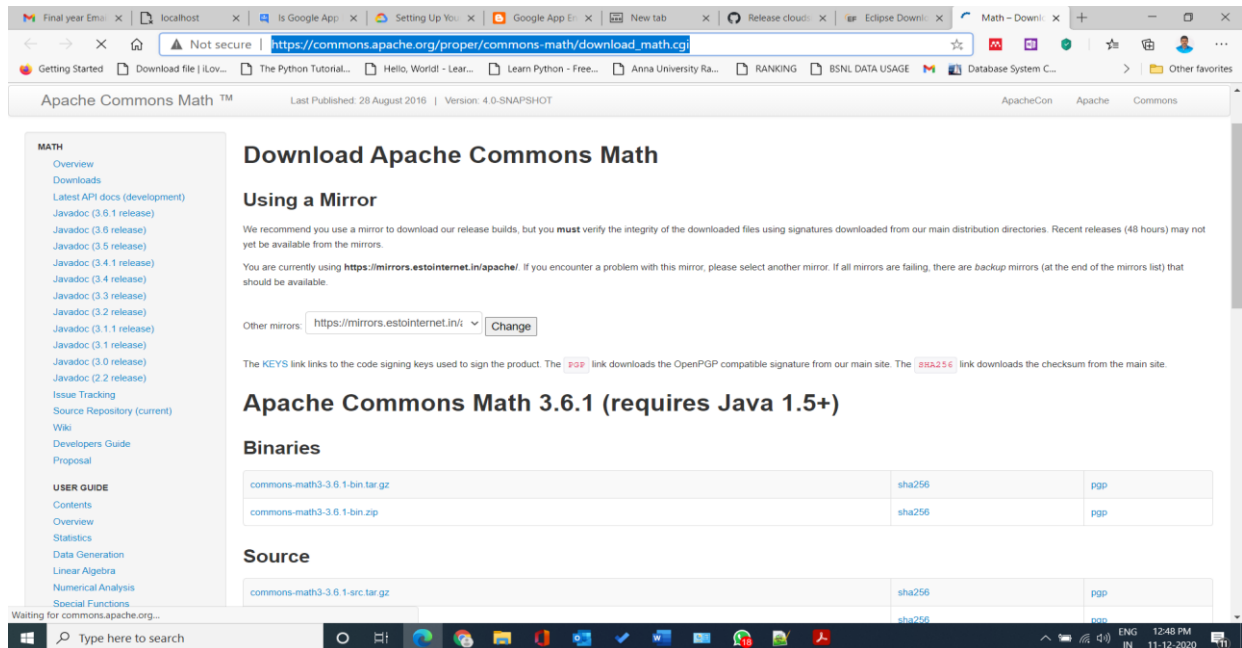 Final year Emai
localhost
Is Google App
Setting Up You
Google App En
New tab
Release clouds
Eclipse Downlo
Math – Downlo
Not secure | https://commons.apache.org/proper/commons-math/download_math.cgi
Getting Started Download file | iLov... The Python Tutorial... Hello, World! - Lear... Learn Python - Free... Anna University Ra... RANKING BSNL DATA USAGE Database System C... Other favorites
Apache Commons Math ™ Last Published: 28 August 2016 | Version: 4.0-SNAPSHOT ApacheCon Apache Commons
MATH
Overview
Downloads
Latest API docs (development)
Javadoc (3.6.1 release)
Javadoc (3.6 release)
Javadoc (3.5 release)
Javadoc (3.4.1 release)
Javadoc (3.4 release)
Javadoc (3.3 release)
Javadoc (3.2 release)
Javadoc (3.1.1 release)
Javadoc (3.1 release)
Javadoc (3.0 release)
Javadoc (2.2 release)
Issue Tracking
Source Repository (current)
Wiki
Developers Guide
Proposal
USER GUIDE
Contents
Overview
Statistics
Data Generation
Linear Algebra
Numerical Analysis
Special Functions
Download Apache Commons Math
Using a Mirror
We recommend you use a mirror to download our release builds, but you must verify the integrity of the downloaded files using signatures downloaded from our main distribution directories. Recent releases (48 hours) may not
yet be available from the mirrors.
You are currently using https://mirrors.estointernet.in/apache/. If you encounter a problem with this mirror, please select another mirror. If all mirrors are failing, there are backup mirrors (at the end of the mirrors list) that
should be available.
Other mirrors: https://mirrors.estointernet.in/a Change
The KEYS link links to the code signing keys used to sign the product. The PGP link downloads the OpenPGP compatible signature from our main site. The SHA256 link downloads the checksum from the main site.
Apache Commons Math 3.6.1 (requires Java 1.5+)
Binaries
commons-math3-3.6.1-bin.tar.gz sha256 pgp
commons-math3-3.6.1-bin.zip sha256 pgp
Source
commons-math3-3.6.1-src.tar.gz sha256 pgp
sha256 pgp
Waiting for commons.apache.org...
Type here to search
18
ENG 12:48 PM
IN 11-12-2020
11